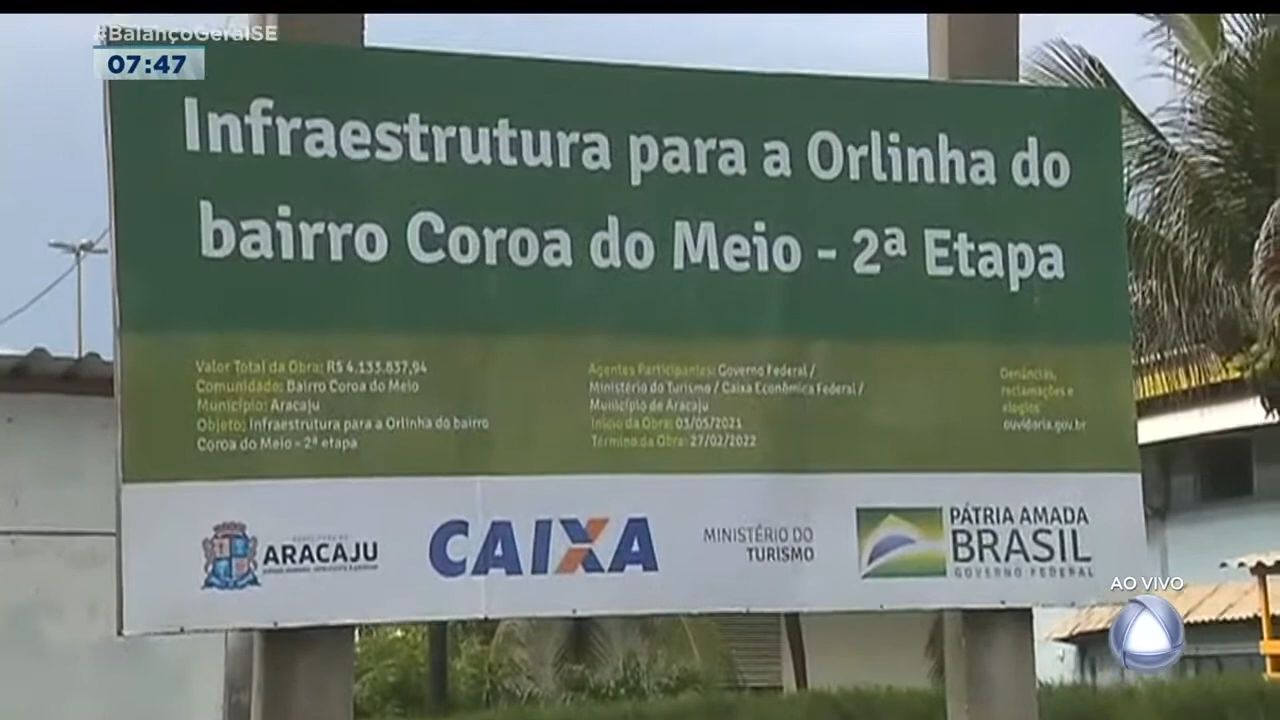 #BalançoGeralSE
07:47
Infraestrutura para a Orlinha do
bairro Coroa do Meio - 2ª Etapa
Valor Total da Obra: R$ 4.133.837,94
Comunidade: Bairro Coroa do Meio
Município: Aracaju
Objeto: Infraestrutura para a Orlinha do bairro
Coroa do Meio - 2ª etapa
Agentes Participantes: Governo Federal /
Ministério do Turismo / Caixa Econômica Federal /
Município de Aracaju
Início da Obra: 03/05/2021
Término da Obra: 27/02/2022
Denúncias,
reclamações e
elogios
ouvidoria.gov.br
ARACAJU
CAIXA
MINISTÉRIO DO
TURISMO
PÁTRIA AMADA
BRASIL
GOVERNO FEDERAL
AO VIVO